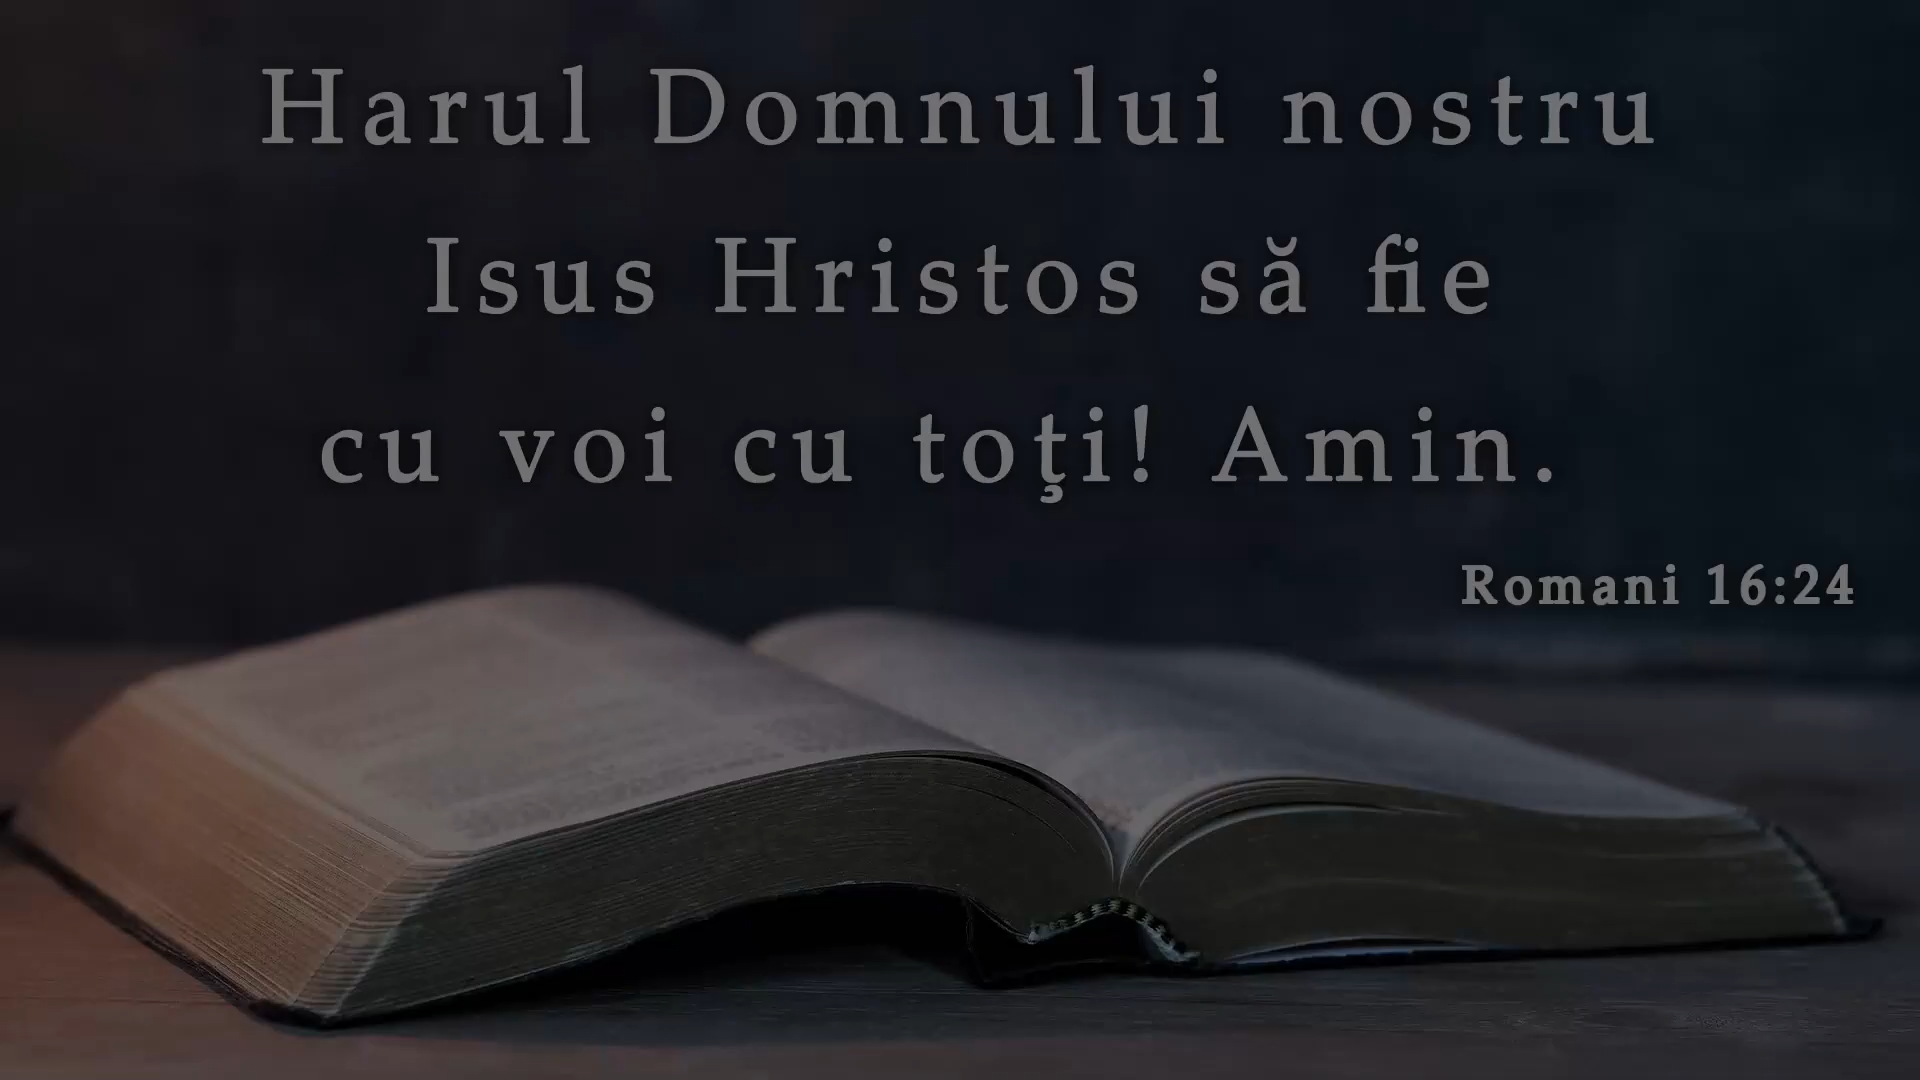 Harul Domnului nostru
Isus Hristos să fie
cu voi cu toţi! Amin.
Romani 16:24